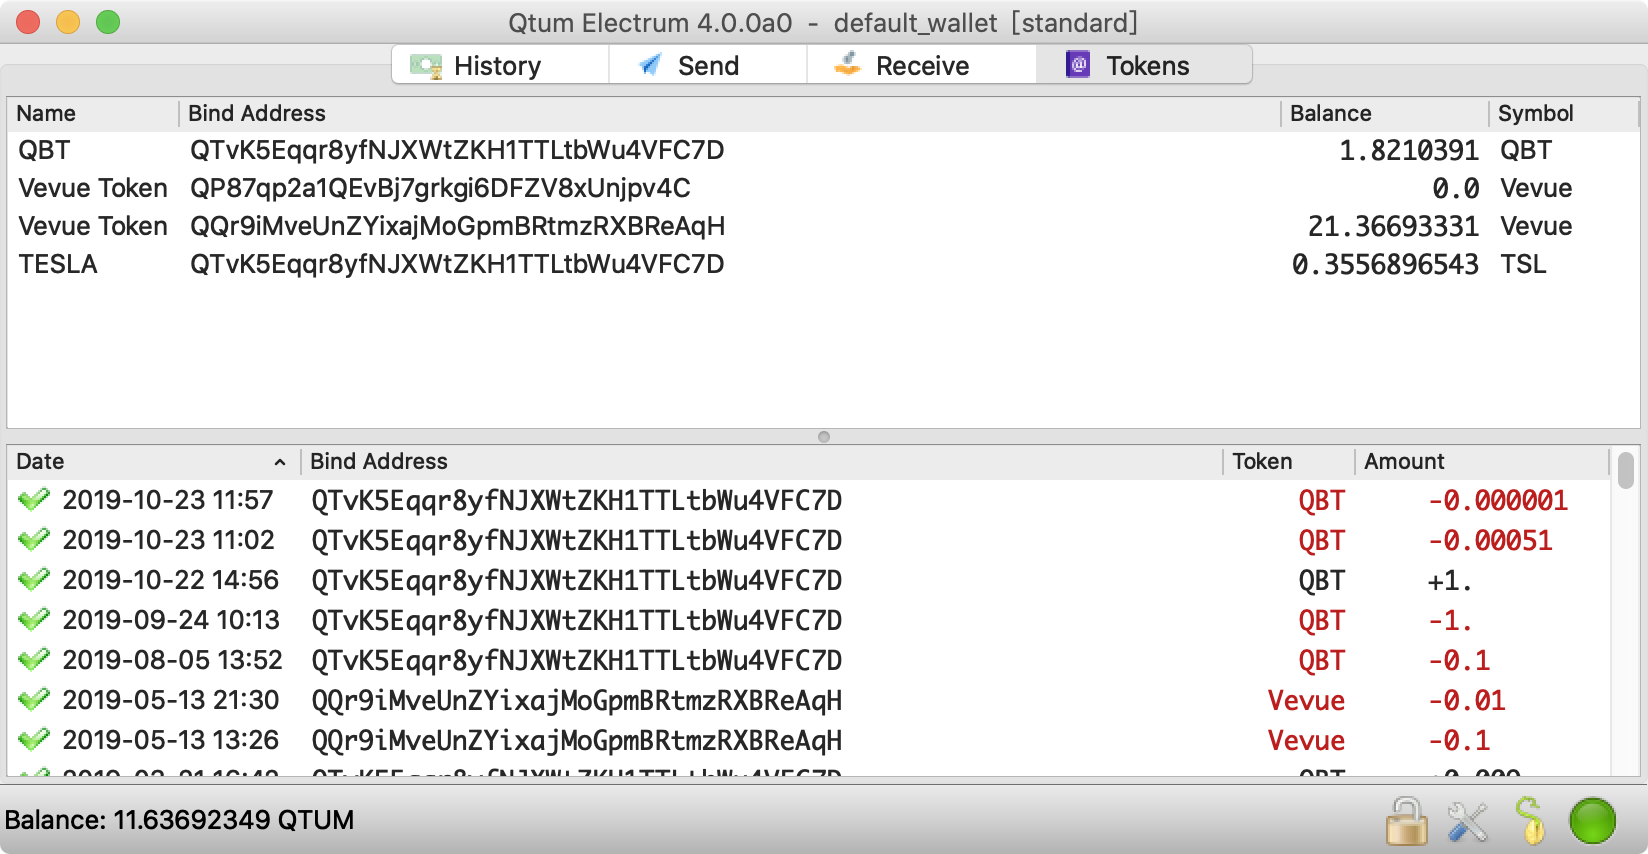 Qtum Electrum 4.0.0a0 - default_wallet [standard]
History Send Receive Tokens
Name Bind Address Balance Symbol
QBT QTvK5Eqqr8yfNJXWtZKH1TTLtbWu4VFC7D 1.8210391 QBT
Vevue Token QP87qp2a1QEvBj7grkgi6DFZV8xUnjpv4C 0.0 Vevue
Vevue Token QQr9iMveUnZYixajMoGpmBRtmzRXBReAqH 21.36693331 Vevue
TESLA QTvK5Eqqr8yfNJXWtZKH1TTLtbWu4VFC7D 0.3556896543 TSL
Date Bind Address Token Amount
2019-10-23 11:57 QTvK5Eqqr8yfNJXWtZKH1TTLtbWu4VFC7D QBT -0.000001
2019-10-23 11:02 QTvK5Eqqr8yfNJXWtZKH1TTLtbWu4VFC7D QBT -0.00051
2019-10-22 14:56 QTvK5Eqqr8yfNJXWtZKH1TTLtbWu4VFC7D QBT +1.
2019-09-24 10:13 QTvK5Eqqr8yfNJXWtZKH1TTLtbWu4VFC7D QBT -1.
2019-08-05 13:52 QTvK5Eqqr8yfNJXWtZKH1TTLtbWu4VFC7D QBT -0.1
2019-05-13 21:30 QQr9iMveUnZYixajMoGpmBRtmzRXBReAqH Vevue -0.01
2019-05-13 13:26 QQr9iMveUnZYixajMoGpmBRtmzRXBReAqH Vevue -0.1
Balance: 11.63692349 QTUM